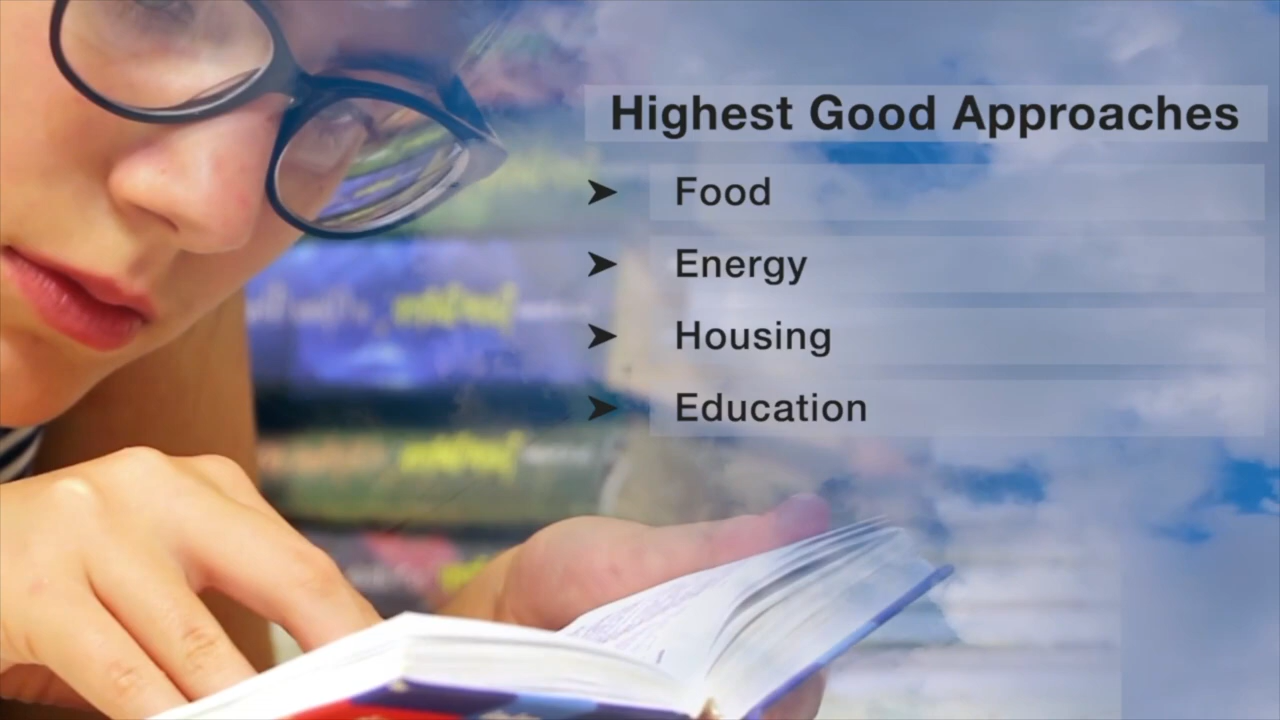 Highest Good Approaches
➤ Food
➤ Energy
➤ Housing
➤ Education